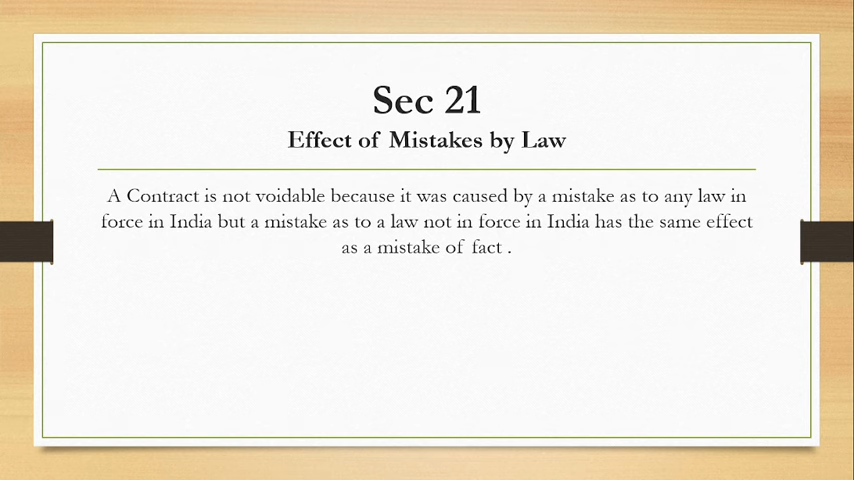 Sec 21
Effect of Mistakes by Law
A Contract is not voidable because it was caused by a mistake as to any law in
force in India but a mistake as to a law not in force in India has the same effect
as a mistake of fact .